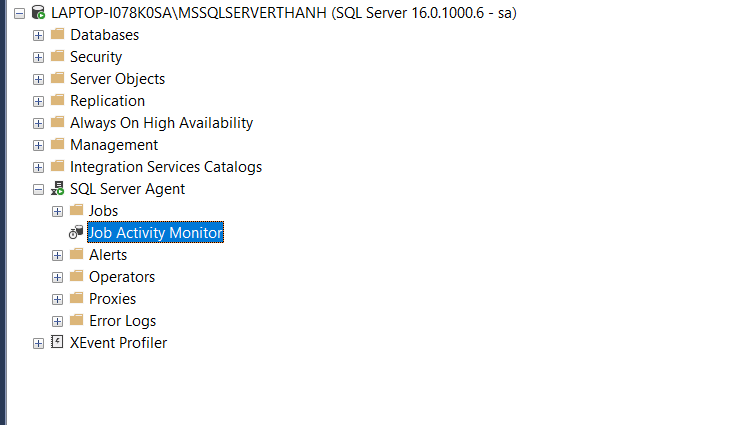 LAPTOP-I078K0SA\MSSQLSERVERTHANH (SQL Server 16.0.1000.6 - sa)
Databases
Security
Server Objects
Replication
Always On High Availability
Management
Integration Services Catalogs
SQL Server Agent
Jobs
Job Activity Monitor
Alerts
Operators
Proxies
Error Logs
XEvent Profiler